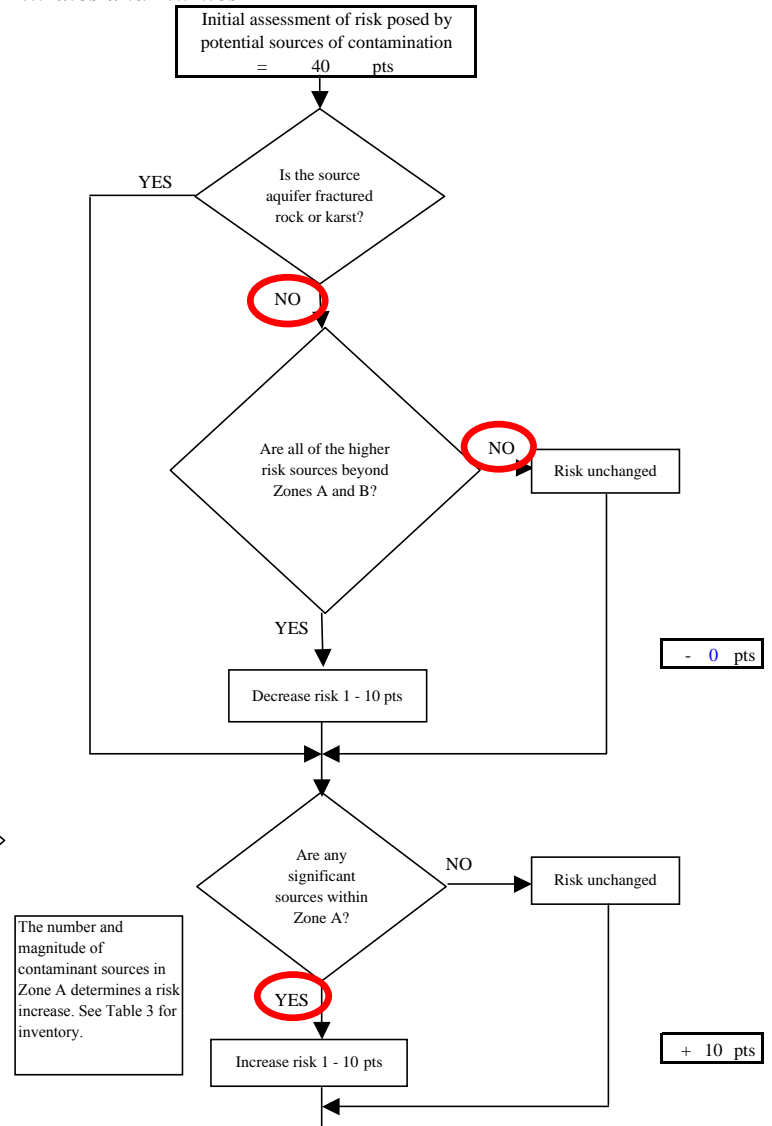 Initial assessment of risk posed by
potential sources of contamination
= 40 pts
Is the source
aquifer fractured
rock or karst?
YES
NO
Are all of the higher
risk sources beyond
Zones A and B?
NO
Risk unchanged
YES
- 0 pts
Decrease risk 1 - 10 pts
Are any
significant
sources within
Zone A?
NO
Risk unchanged
The number and
magnitude of
contaminant sources in
Zone A determines a risk
increase. See Table 3 for
inventory.
YES
Increase risk 1 - 10 pts
+ 10 pts